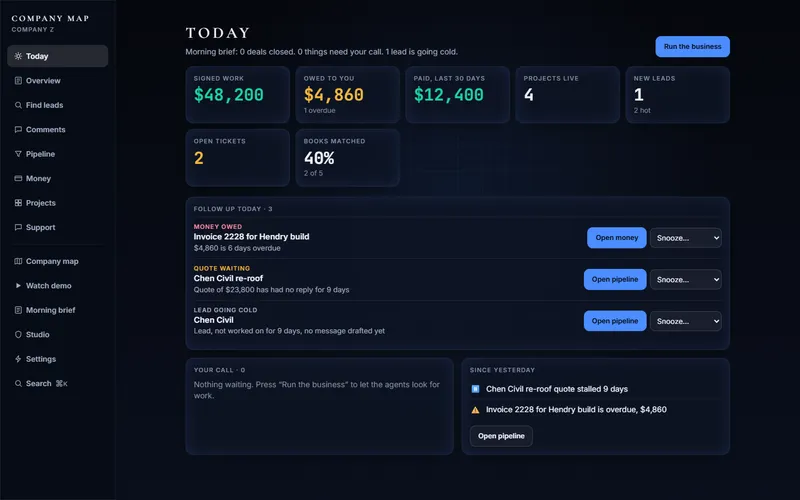 COMPANY MAP
COMPANY Z
Today
Overview
Find leads
Comments
Pipeline
Money
Projects
Support
Company map
Watch demo
Morning brief
Studio
Settings
Search ⌘K
TODAY
Morning brief: 0 deals closed. 0 things need your call. 1 lead is going cold.
Run the business
SIGNED WORK
$48,200
OWED TO YOU
$4,860
1 overdue
PAID, LAST 30 DAYS
$12,400
PROJECTS LIVE
4
NEW LEADS
1
2 hot
OPEN TICKETS
2
BOOKS MATCHED
40%
2 of 5
FOLLOW UP TODAY · 3
MONEY OWED
Invoice 2228 for Hendry build
$4,860 is 6 days overdue
Open money
Snooze...
QUOTE WAITING
Chen Civil re-roof
Quote of $23,800 has had no reply for 9 days
Open pipeline
Snooze...
LEAD GOING COLD
Chen Civil
Lead, not worked on for 9 days, no message drafted yet
Open pipeline
Snooze...
YOUR CALL · 0
Nothing waiting. Press "Run the business" to let the agents look for
work.
SINCE YESTERDAY
Chen Civil re-roof quote stalled 9 days
Invoice 2228 for Hendry build is overdue, $4,860
Open pipeline